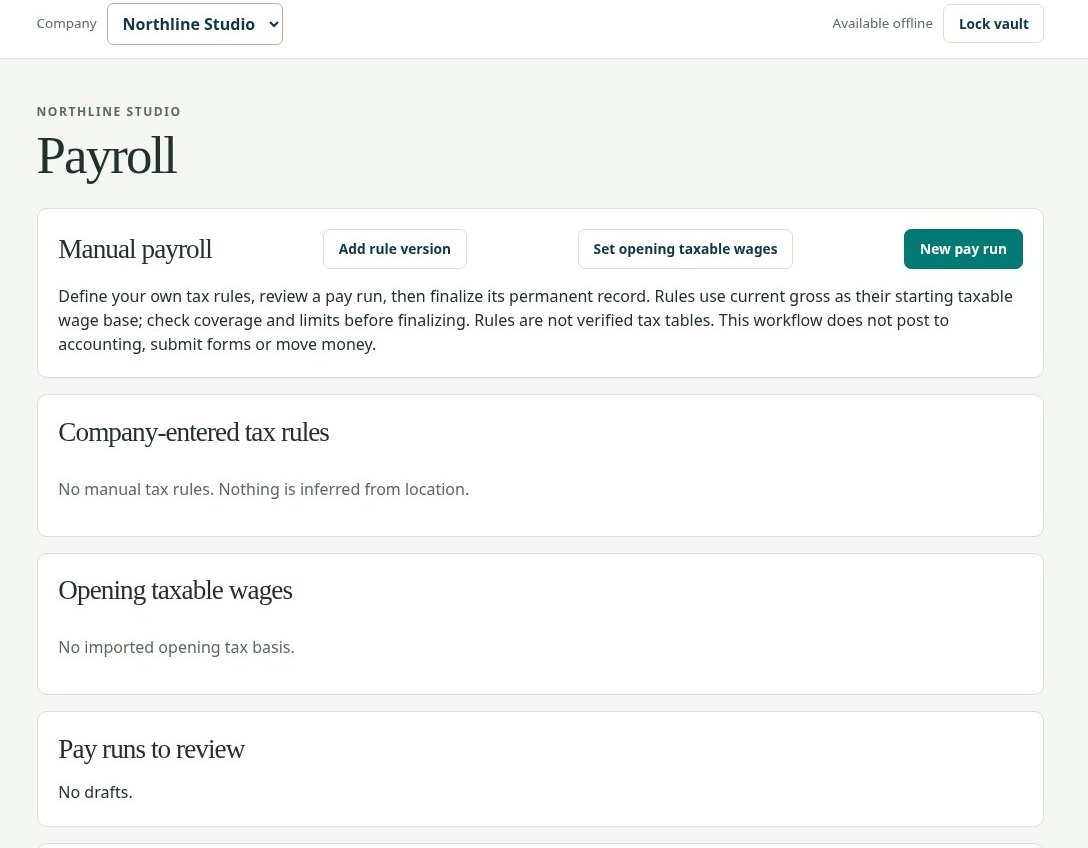 Company Northline Studio Available offline Lock vault
NORTHLINE STUDIO
Payroll
Manual payroll Add rule version Set opening taxable wages New pay run
Define your own tax rules, review a pay run, then finalize its permanent record. Rules use current gross as their starting taxable
wage base; check coverage and limits before finalizing. Rules are not verified tax tables. This workflow does not post to
accounting, submit forms or move money.
Company-entered tax rules
No manual tax rules. Nothing is inferred from location.
Opening taxable wages
No imported opening tax basis.
Pay runs to review
No drafts.